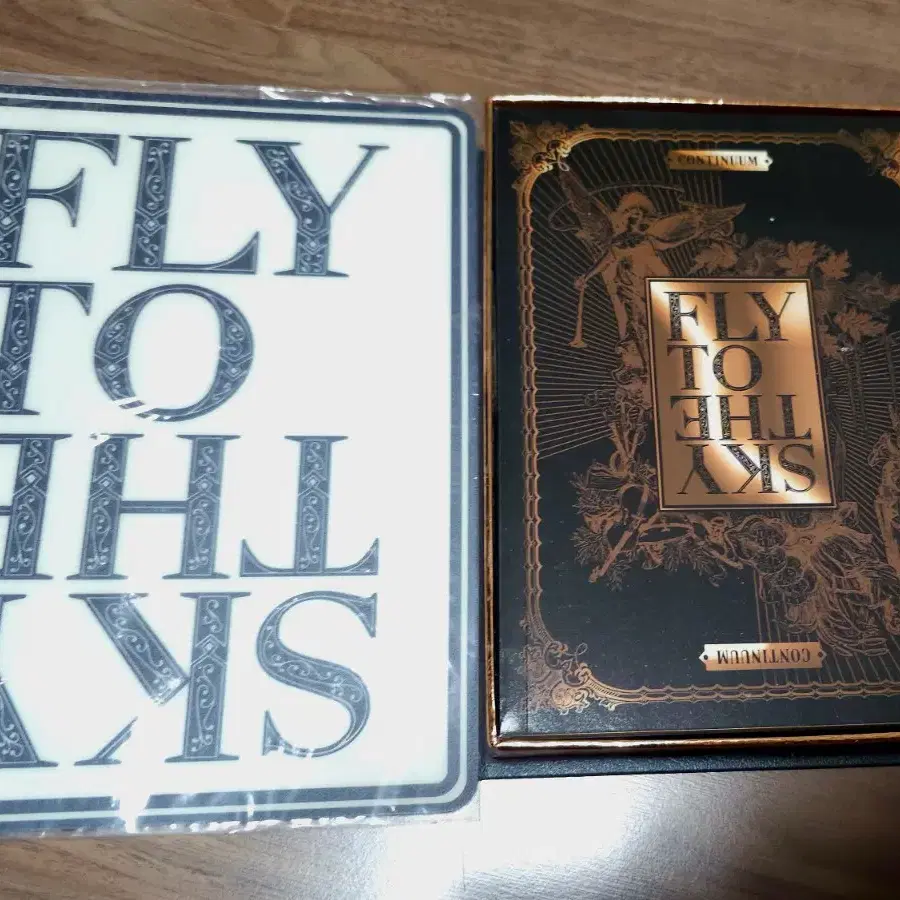 FLY
TO
THE
SKY
CONTINUUM
FLY
TO
THE
SKY
CONTINUUM